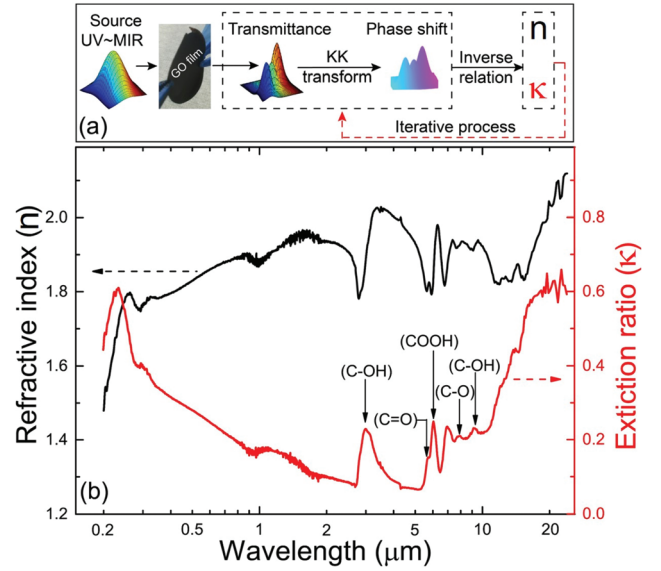 Source
UV~MIR
GO film
Transmittance
KK
transform
Phase shift
Inverse
relation
n
κ
Iterative process
(a)
Refractive index (n)
2.0
1.8
1.6
1.4
1.2
0.8
0.6
0.4
0.2
0.0
Extiction ratio (κ)
(C-OH)
(C=O)
(COOH)
(C-O)
(C-OH)
(b)
0.2
0.5
1
2
5
10
20
Wavelength (μm)